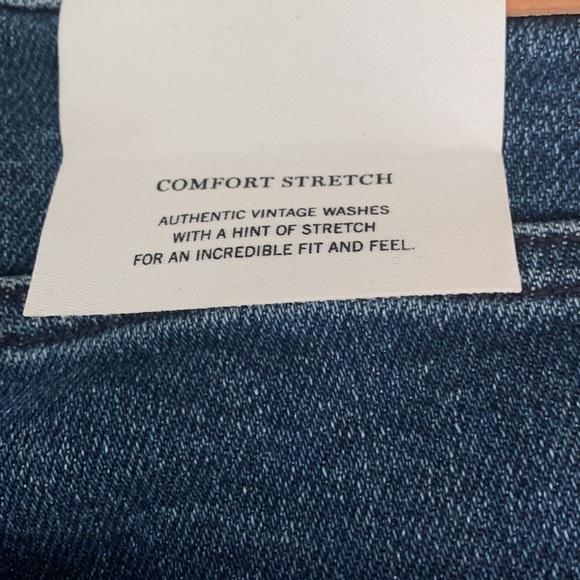 COMFORT STRETCH
AUTHENTIC VINTAGE WASHES
WITH A HINT OF STRETCH
FOR AN INCREDIBLE FIT AND FEEL.